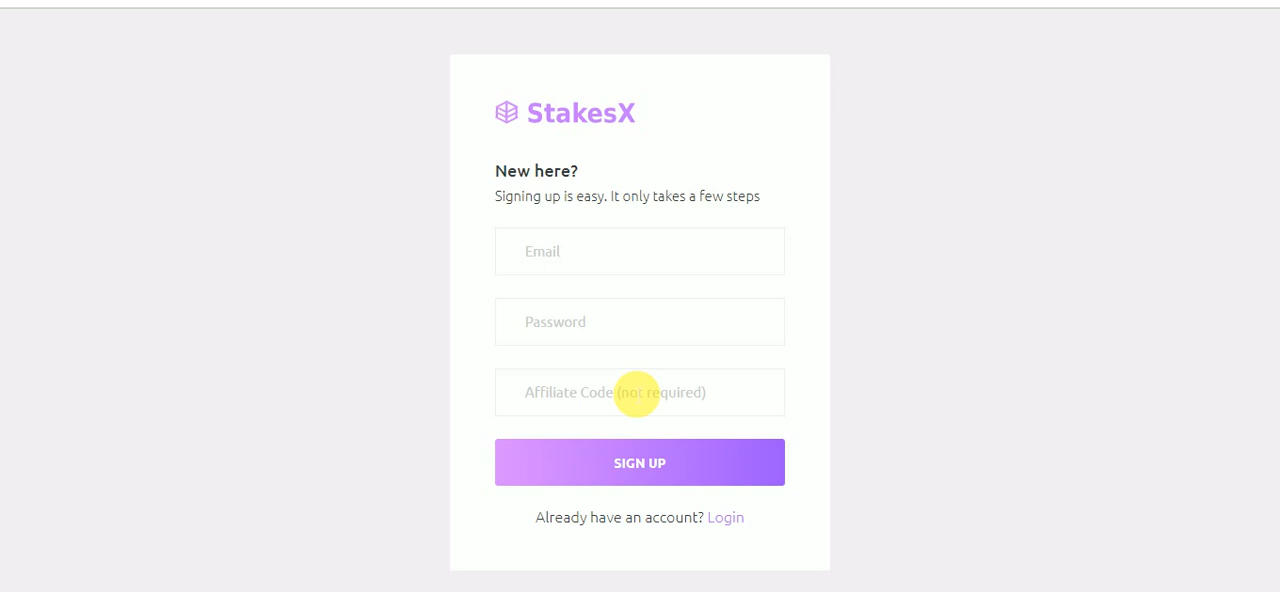 StakesX
New here?
Signing up is easy. It only takes a few steps
Email
Password
Affiliate Code (not required)
SIGN UP
Already have an account? Login